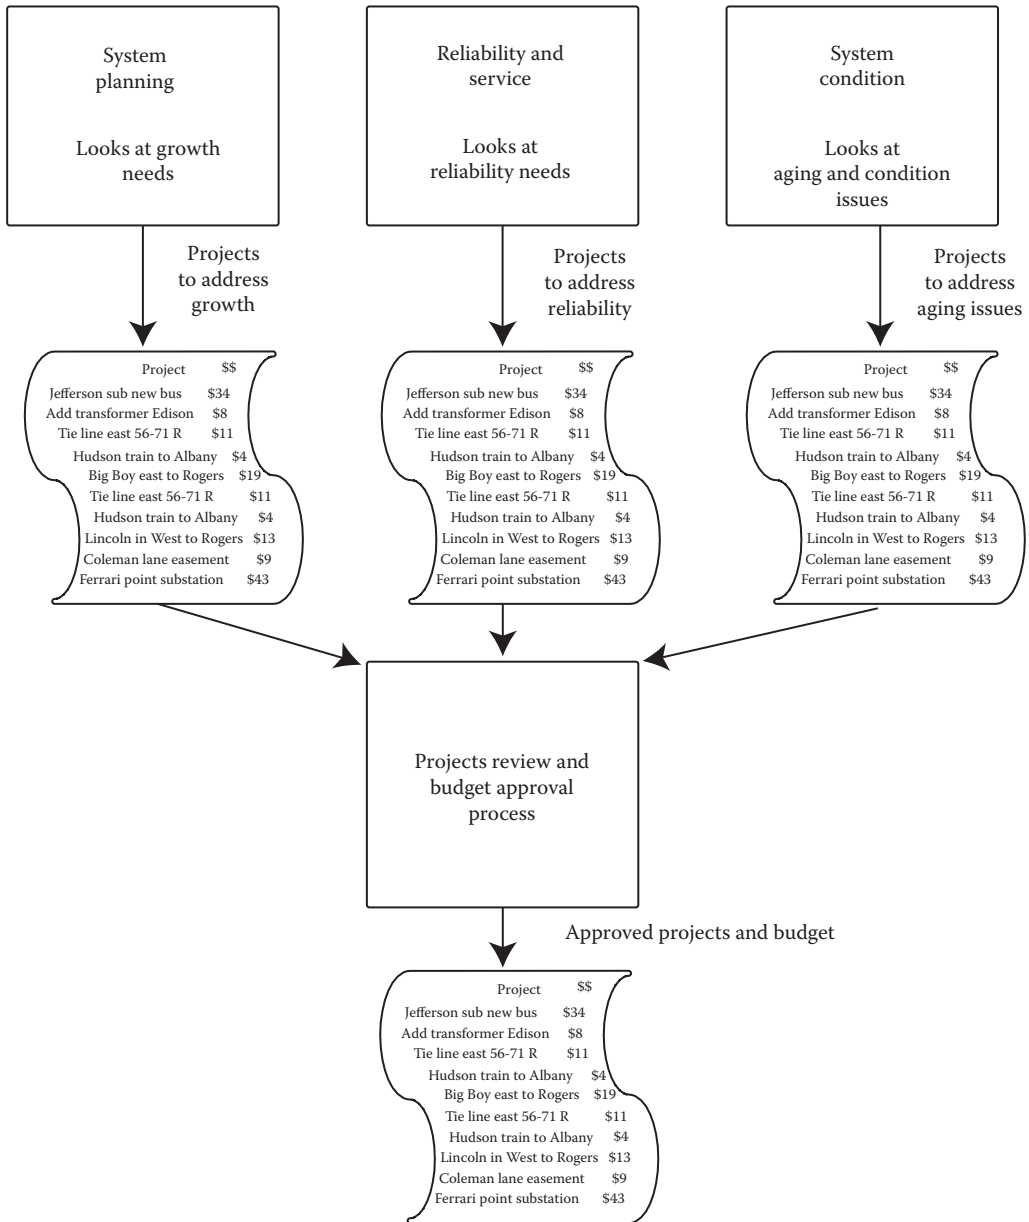 System
planning
Looks at growth
needs
Reliability and
service
Looks at
reliability needs
System
condition
Looks at
aging and condition
issues
Projects
to address
growth
Projects
to address
reliability
Projects
to address
aging issues
Project $$
Jefferson sub new bus $34
Add transformer Edison $8
Tie line east 56-71 R $11
Hudson train to Albany $4
Big Boy east to Rogers $19
Tie line east 56-71 R $11
Hudson train to Albany $4
Lincoln in West to Rogers $13
Coleman lane easement $9
Ferrari point substation $43
Project $$
Jefferson sub new bus $34
Add transformer Edison $8
Tie line east 56-71 R $11
Hudson train to Albany $4
Big Boy east to Rogers $19
Tie line east 56-71 R $11
Hudson train to Albany $4
Lincoln in West to Rogers $13
Coleman lane easement $9
Ferrari point substation $43
Project $$
Jefferson sub new bus $34
Add transformer Edison $8
Tie line east 56-71 R $11
Hudson train to Albany $4
Big Boy east to Rogers $19
Tie line east 56-71 R $11
Hudson train to Albany $4
Lincoln in West to Rogers $13
Coleman lane easement $9
Ferrari point substation $43
Projects review and
budget approval
process
Approved projects and budget
Project $$
Jefferson sub new bus $34
Add transformer Edison $8
Tie line east 56-71 R $11
Hudson train to Albany $4
Big Boy east to Rogers $19
Tie line east 56-71 R $11
Hudson train to Albany $4
Lincoln in West to Rogers $13
Coleman lane easement $9
Ferrari point substation $43